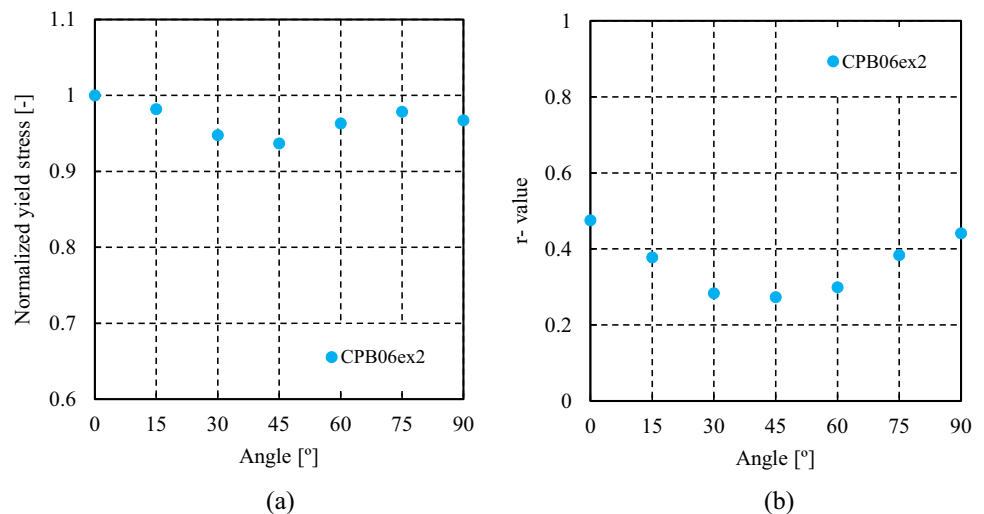 1.1
1
0.9
0.8
0.7
0.6
Normalized yield stress [-]
CPB06ex2
0 15 30 45 60 75 90
Angle [º]
(a)
1
0.8
0.6
0.4
0.2
0
r- value
CPB06ex2
0 15 30 45 60 75 90
Angle [º]
(b)